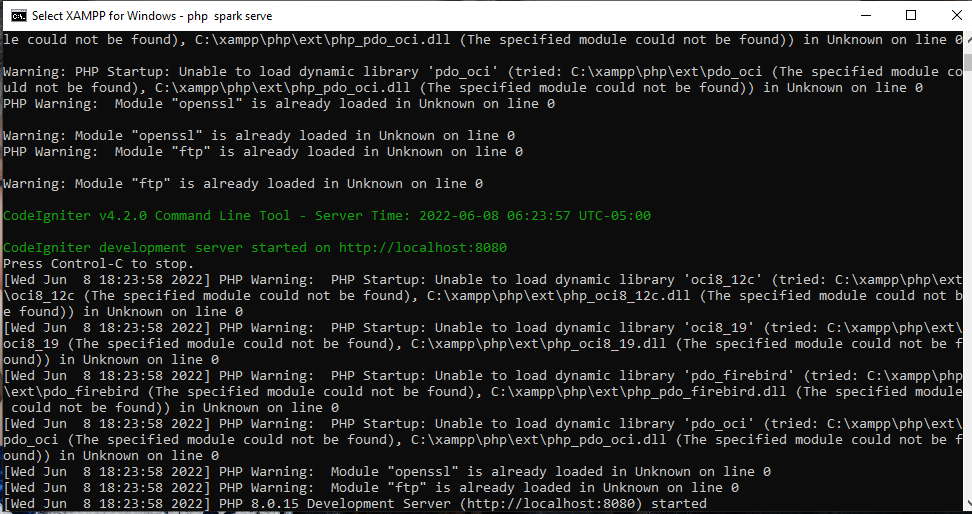 Select XAMPP for Windows - php  spark serve
le could not be found), C:\xampp\php\ext\php_pdo_oci.dll (The specified module could not be found)) in Unknown on line 0
Warning: PHP Startup: Unable to load dynamic library 'pdo_oci' (tried: C:\xampp\php\ext\pdo_oci (The specified module co
uld not be found), C:\xampp\php\ext\php_pdo_oci.dll (The specified module could not be found)) in Unknown on line 0
PHP Warning:  Module "openssl" is already loaded in Unknown on line 0
Warning: Module "openssl" is already loaded in Unknown on line 0
PHP Warning:  Module "ftp" is already loaded in Unknown on line 0
Warning: Module "ftp" is already loaded in Unknown on line 0
CodeIgniter v4.2.0 Command Line Tool - Server Time: 2022-06-08 06:23:57 UTC-05:00
CodeIgniter development server started on http://localhost:8080
Press Control-C to stop.
[Wed Jun  8 18:23:58 2022] PHP Warning:  PHP Startup: Unable to load dynamic library 'oci8_12c' (tried: C:\xampp\php\ext
\oci8_12c (The specified module could not be found), C:\xampp\php\ext\php_oci8_12c.dll (The specified module could not b
e found)) in Unknown on line 0
[Wed Jun  8 18:23:58 2022] PHP Warning:  PHP Startup: Unable to load dynamic library 'oci8_19' (tried: C:\xampp\php\ext\
oci8_19 (The specified module could not be found), C:\xampp\php\ext\php_oci8_19.dll (The specified module could not be f
ound)) in Unknown on line 0
[Wed Jun  8 18:23:58 2022] PHP Warning:  PHP Startup: Unable to load dynamic library 'pdo_firebird' (tried: C:\xampp\php
\ext\pdo_firebird (The specified module could not be found), C:\xampp\php\ext\php_pdo_firebird.dll (The specified module
 could not be found)) in Unknown on line 0
[Wed Jun  8 18:23:58 2022] PHP Warning:  PHP Startup: Unable to load dynamic library 'pdo_oci' (tried: C:\xampp\php\ext\
pdo_oci (The specified module could not be found), C:\xampp\php\ext\php_pdo_oci.dll (The specified module could not be f
ound)) in Unknown on line 0
[Wed Jun  8 18:23:58 2022] PHP Warning:  Module "openssl" is already loaded in Unknown on line 0
[Wed Jun  8 18:23:58 2022] PHP Warning:  Module "ftp" is already loaded in Unknown on line 0
[Wed Jun  8 18:23:58 2022] PHP 8.0.15 Development Server (http://localhost:8080) started